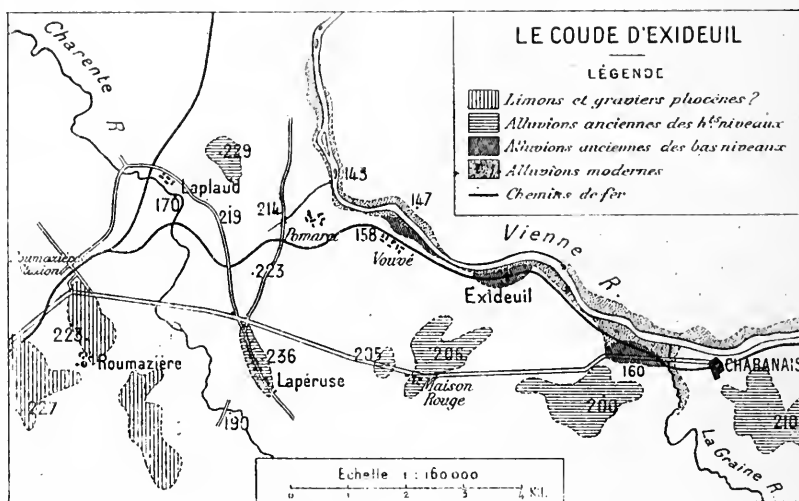 LE COUDE D'EXIDEUIL
LÉGENDE
Limons et graviers pliocènes?
Alluvions anciennes des hts niveaux
Alluvions anciennes des bas niveaux
Alluvions modernes
Chemins de fer
Charente
R
229
Laplaud
170
219
214
143
147
Pomaret
158
Vouvé
Vienne R.
223
Exideuil
223
Roumazière
227
236
Lapéruse
205
206
Maison
Rouge
160
CHABANAIS
190
200
210
La Graine R.
Echelle 1:160000
0 1 2 3 4 Kil.